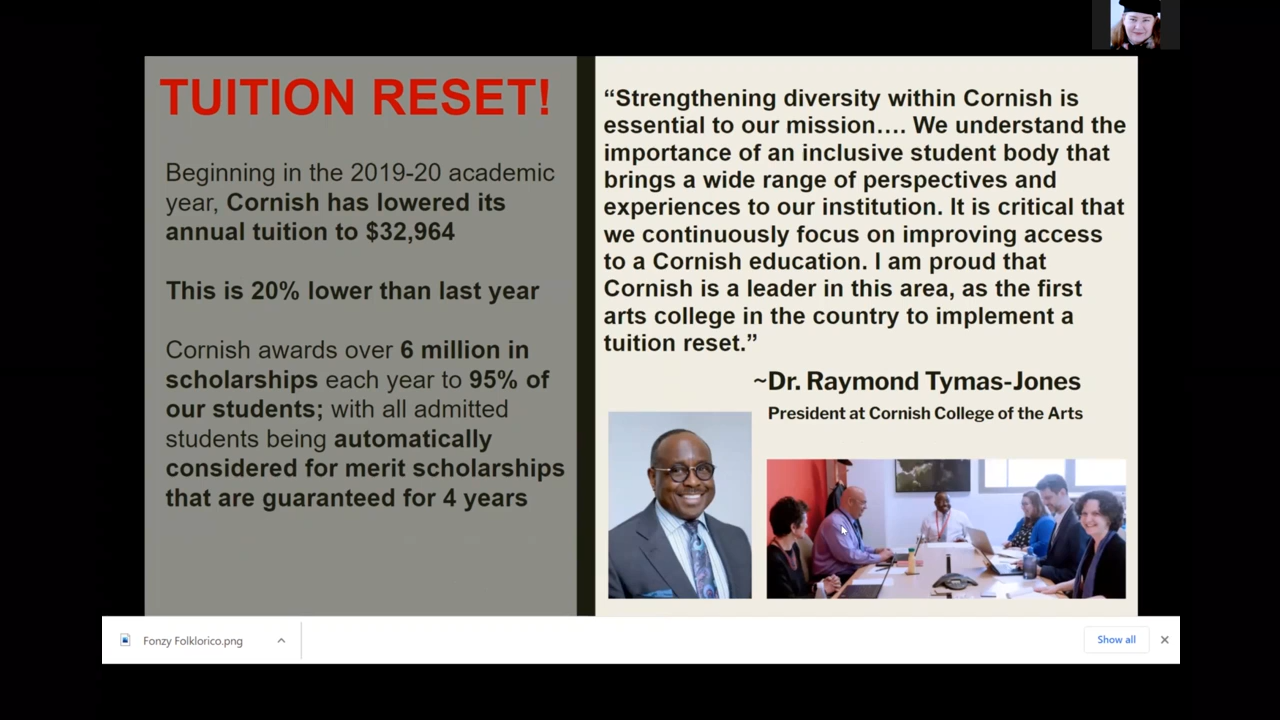 TUITION RESET!
Beginning in the 2019-20 academic
year, Cornish has lowered its
annual tuition to $32,964
This is 20% lower than last year
Cornish awards over 6 million in
scholarships each year to 95% of
our students; with all admitted
students being automatically
considered for merit scholarships
that are guaranteed for 4 years
“Strengthening diversity within Cornish is
essential to our mission…. We understand the
importance of an inclusive student body that
brings a wide range of perspectives and
experiences to our institution. It is critical that
we continuously focus on improving access
to a Cornish education. I am proud that
Cornish is a leader in this area, as the first
arts college in the country to implement a
tuition reset.”
~Dr. Raymond Tymas-Jones
President at Cornish College of the Arts
Fonzy Folklorico.png
Show all